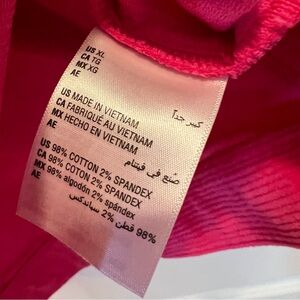 US XL
CA TG
MX XG
AE كبير جداً
US MADE IN VIETNAM
CA FABRIQUÉ AU VIETNAM
MX HECHO EN VIETNAM
AE صنع في فيتنام
US 98% COTTON 2% SPANDEX
CA 98% COTON 2% SPANDEX
MX 98% algodón 2% spándex
AE 98% قطن 2% سباندكس